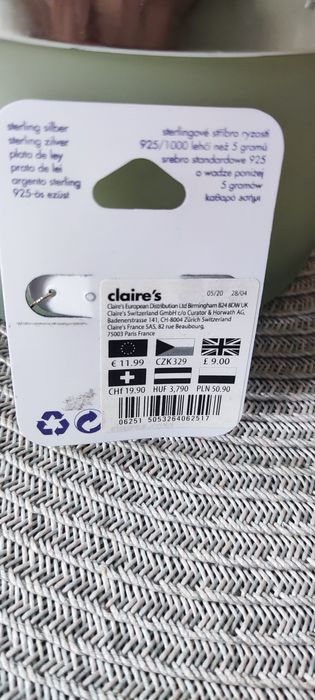 sterling silber
sterling zilver
plata de ley
prata de lei
argento sterling
925-ös ezüst
sterlingové stříbro ryzosti
925/1000 lehčí než 5 gramů
srebro standardowe 925
o wadze poniżej
5 gramów
καθαρό ασήμι
claire's
05/20 28/04
Claire's European Distribution Ltd Birmingham B24 8DW UK
Claire's Switzerland GmbH c/o Curator & Horwath AG,
Badenerstrasse 141, CH-8004 Zürich Switzerland
Claire's France SAS, 82 rue Beaubourg,
75003 Paris France
€ 11.99 CZK 329 £ 9.00
CHf 19.90 HUF 3,790 PLN 50.90
06251 5053264062517